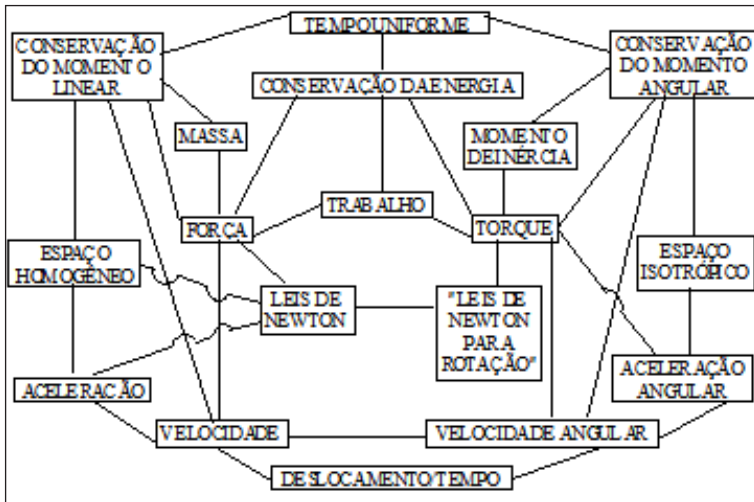 TEMPO UNIFORME
CONSERVAÇÃO
DO MOMENTO
LINEAR
CONSERVAÇÃO
DO MOMENTO
ANGULAR
CONSERVAÇÃO DA ENERGIA
MASSA
MOMENTO
DE INÉRCIA
TRABALHO
FORÇA
TORQUE
ESPAÇO
HOMOGÊNEO
ESPAÇO
ISOTRÓPICO
LEIS DE
NEWTON
"LEIS DE
NEWTON
PARA
ROTAÇÃO"
ACELERACÃO
ACELERAÇÃO
ANGULAR
VELOCIDADE
VELOCIDADE ANGULAR
DESLOCAMENTO/TEMPO